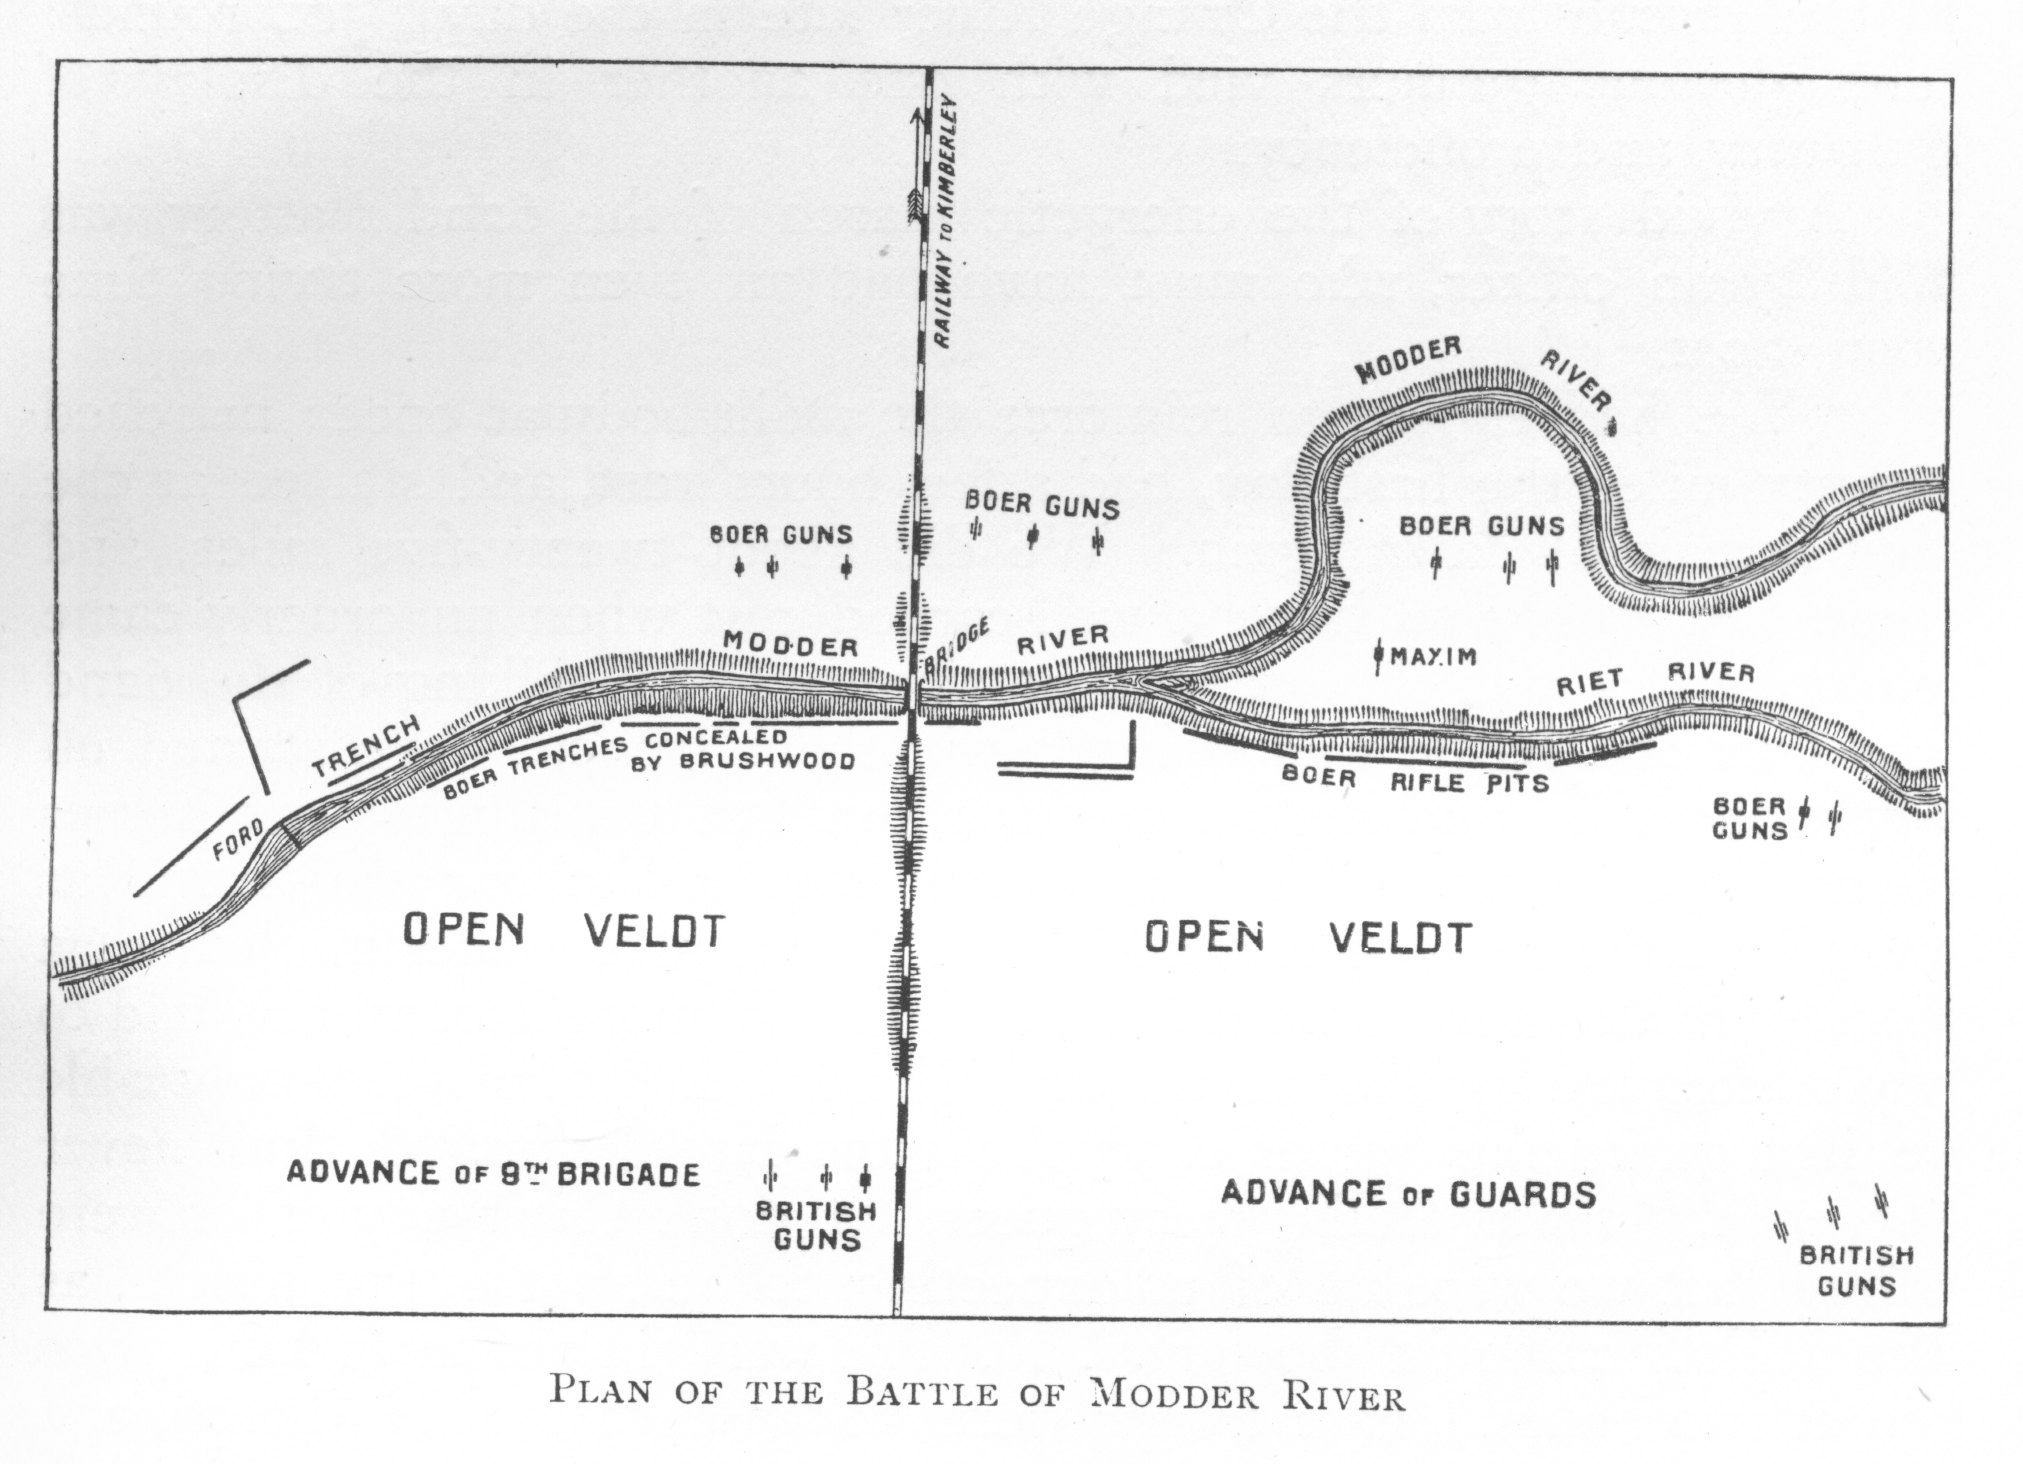 RAILWAY TO KIMBERLEY
MODDER RIVER
BOER GUNS
BOER GUNS
BOER GUNS
MODDER
BRIDGE
RIVER
MAXIM
RIET RIVER
TRENCH
FORD
BOER TRENCHES CONCEALED
BY BRUSHWOOD
BOER RIFLE PITS
BOER
GUNS
OPEN VELDT
OPEN VELDT
ADVANCE OF 9TH BRIGADE
BRITISH
GUNS
ADVANCE OF GUARDS
BRITISH
GUNS
PLAN OF THE BATTLE OF MODDER RIVER